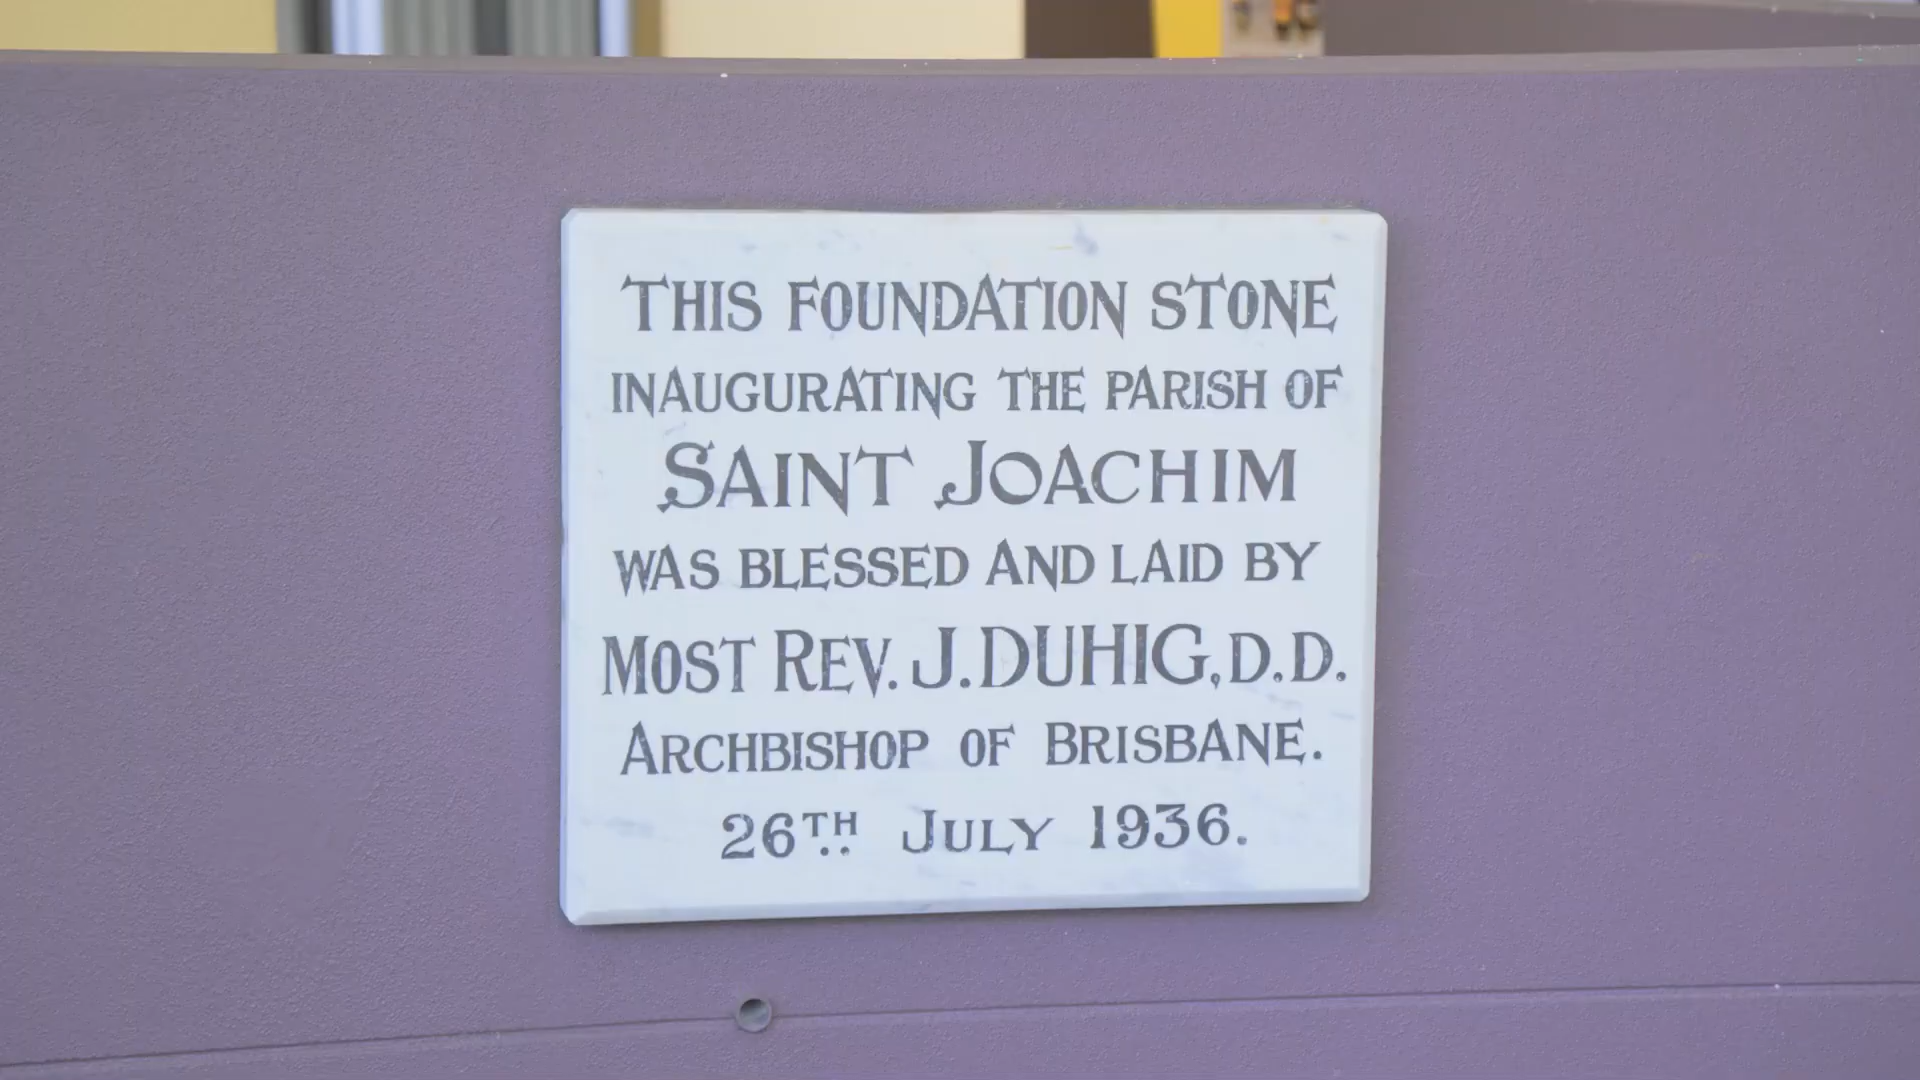 THIS FOUNDATION STONE
INAUGURATING THE PARISH OF
SAINT JOACHIM
WAS BLESSED AND LAID BY
MOST REV. J. DUHIG, D.D.
ARCHBISHOP OF BRISBANE.
26TH JULY 1936.